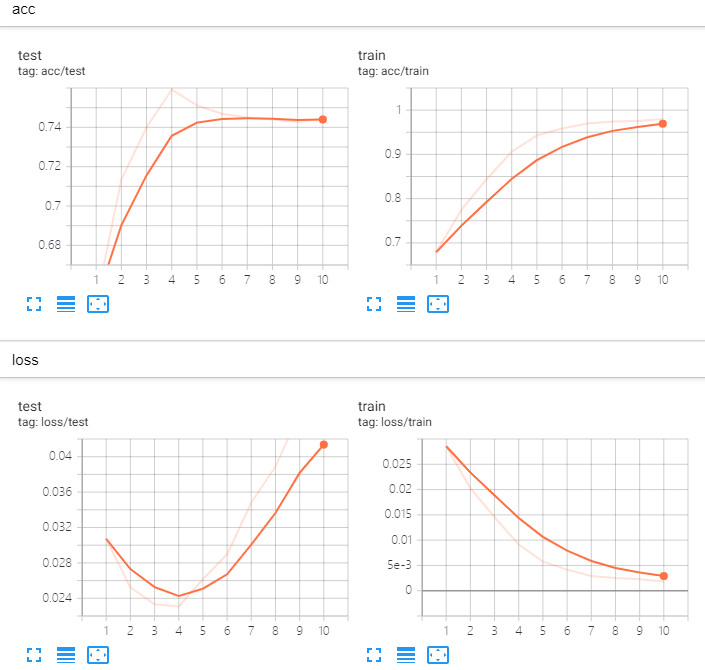 acc
test
train
tag: acc/test
tag: acc/train
0.74
0.72
0.7
0.68
1 2 3 4 5 6 7 8 9 10
1
0.9
0.8
0.7
1 2 3 4 5 6 7 8 9 10
loss
test
train
tag: loss/test
tag: loss/train
0.04
0.036
0.032
0.028
0.024
1 2 3 4 5 6 7 8 9 10
0.025
0.02
0.015
0.01
5e-3
0
1 2 3 4 5 6 7 8 9 10